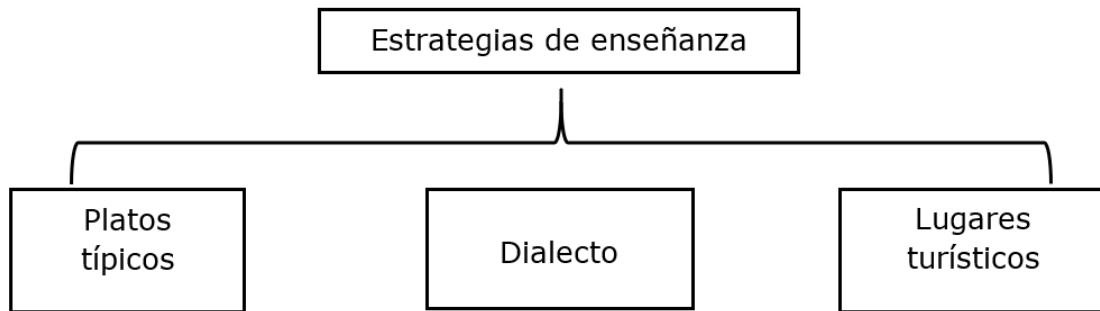 Estrategias de enseñanza
Platos
típicos
Dialecto
Lugares
turísticos